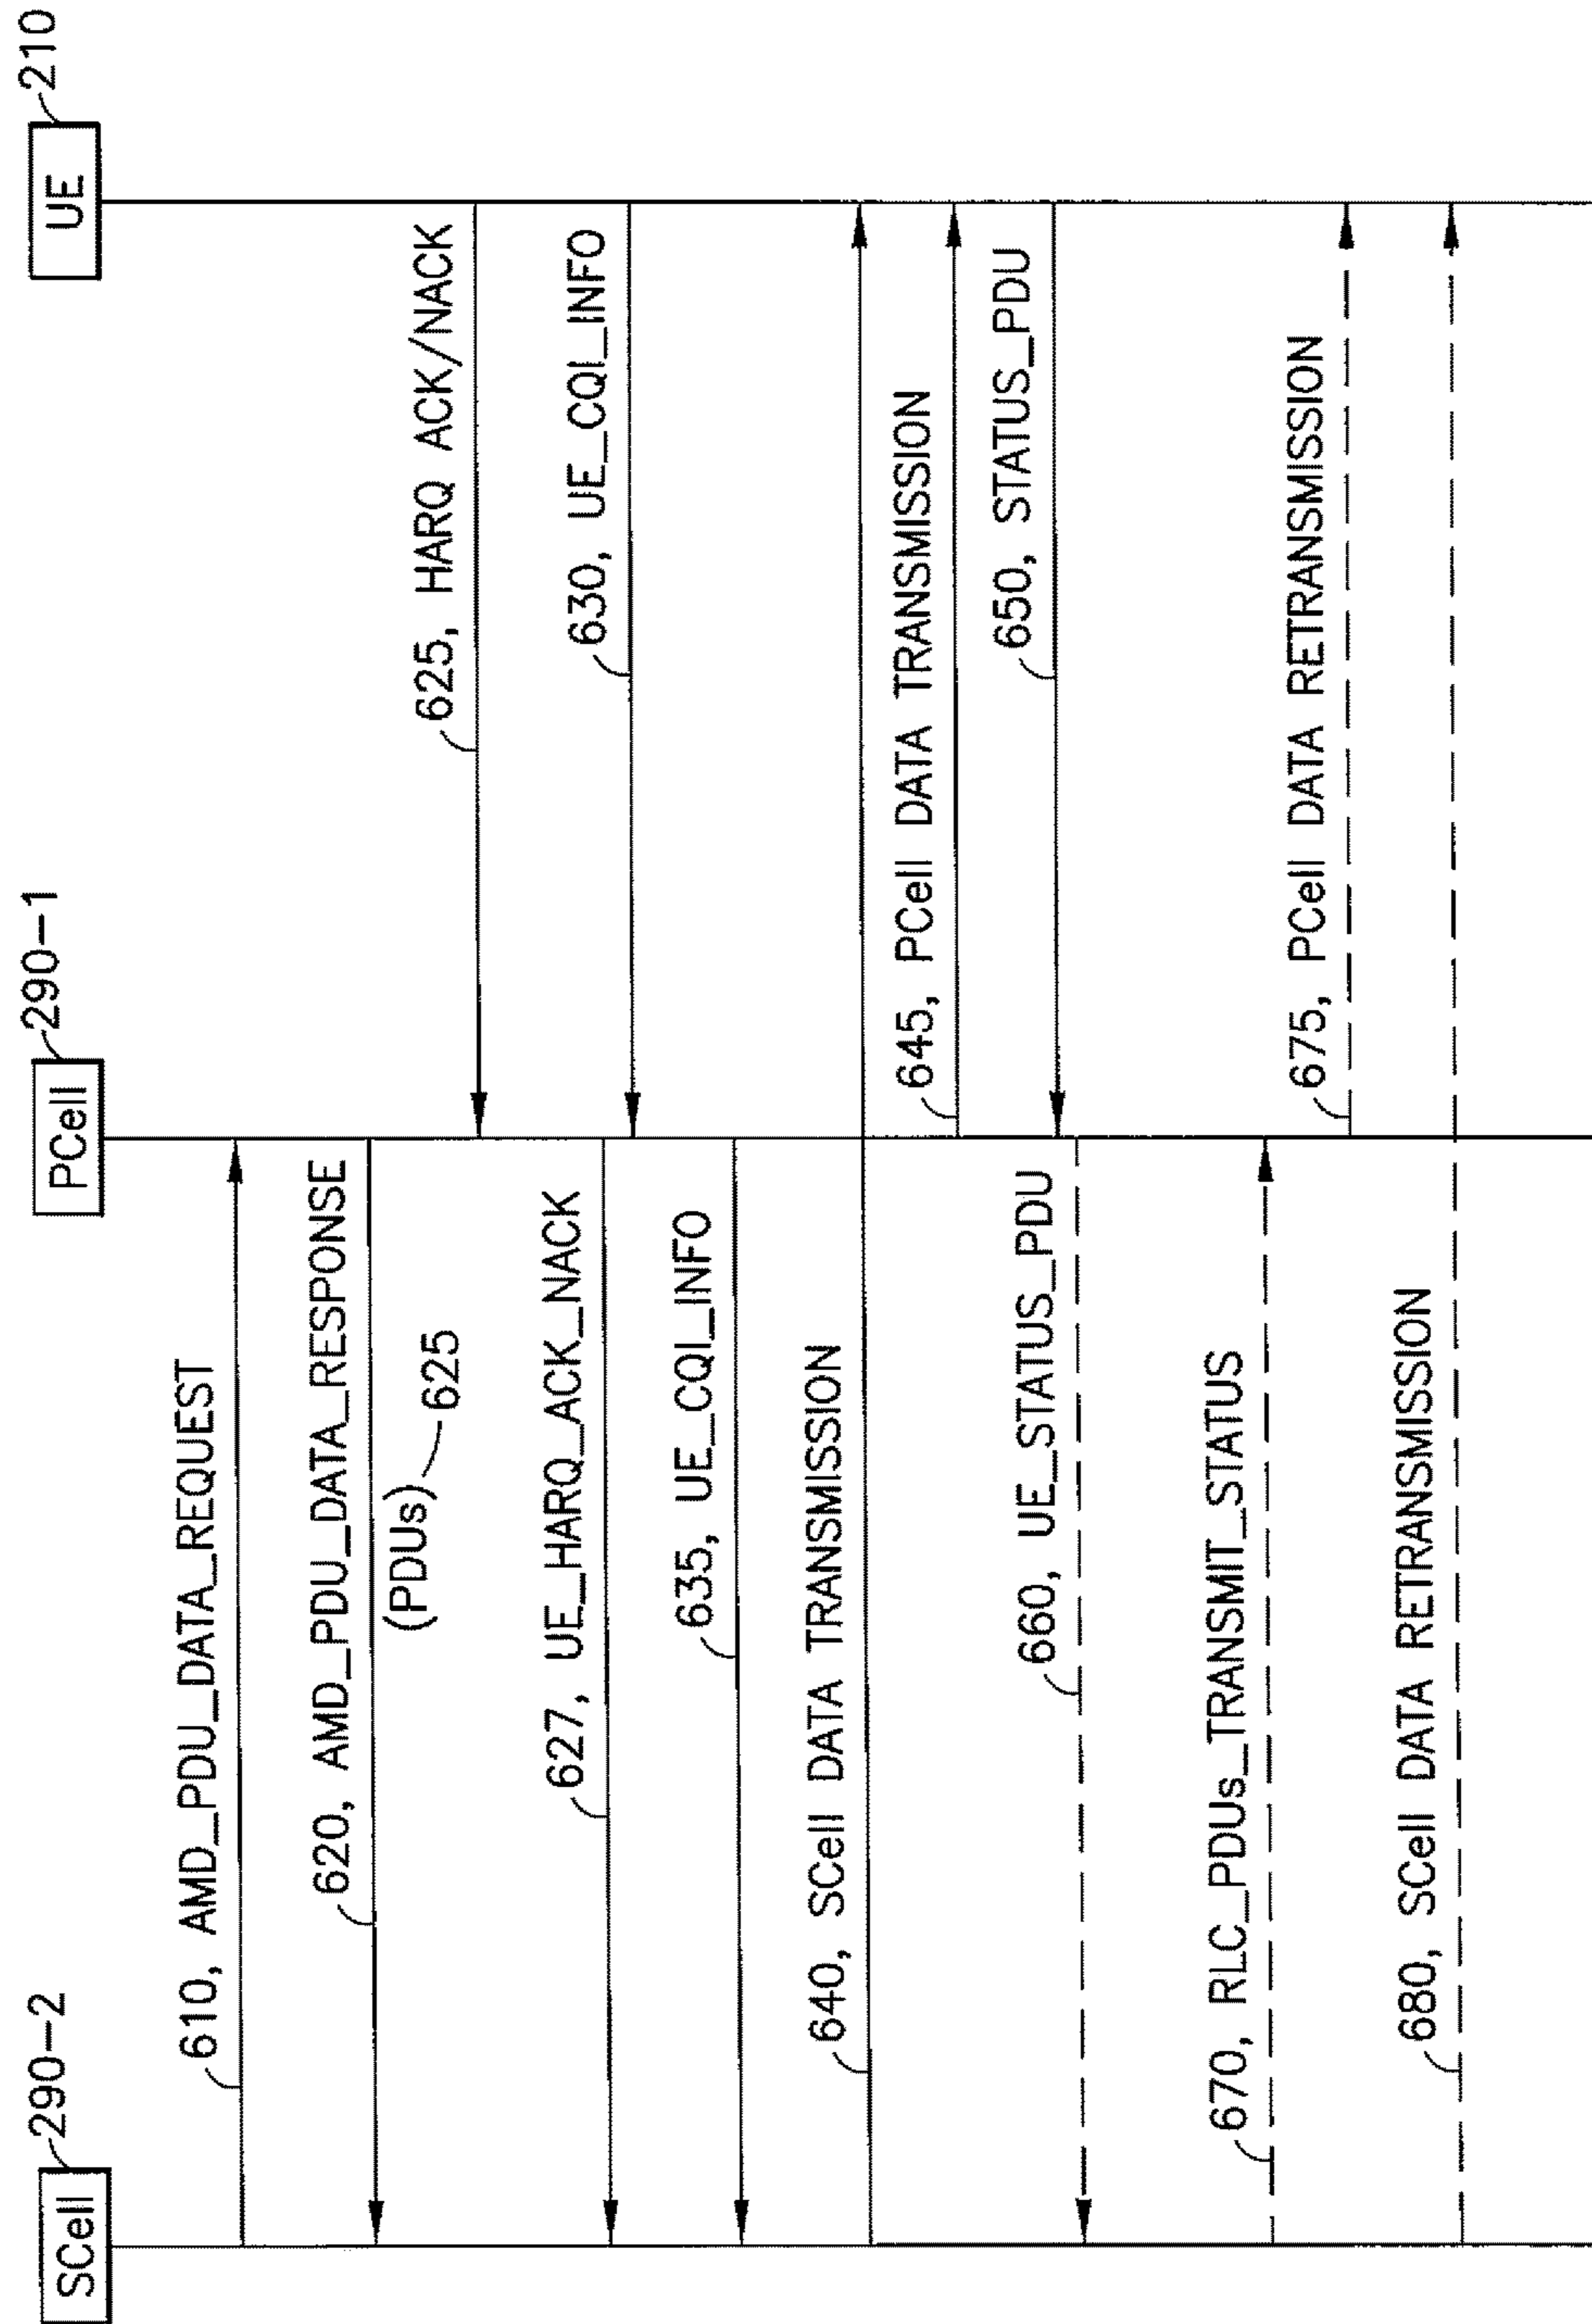 SCell 290-2
PCell 290-1
UE 210
610, AMD_PDU_DATA_REQUEST
620, AMD_PDU_DATA_RESPONSE
(PDUs) 625
625, HARQ ACK/NACK
627, UE_HARQ_ACK_NACK
630, UE_CQI_INFO
635, UE_CQI_INFO
640, SCell DATA TRANSMISSION
645, PCell DATA TRANSMISSION
650, STATUS_PDU
660, UE_STATUS_PDU
670, RLC_PDUs_TRANSMIT_STATUS
675, PCell DATA RETRANSMISSION
680, SCell DATA RETRANSMISSION